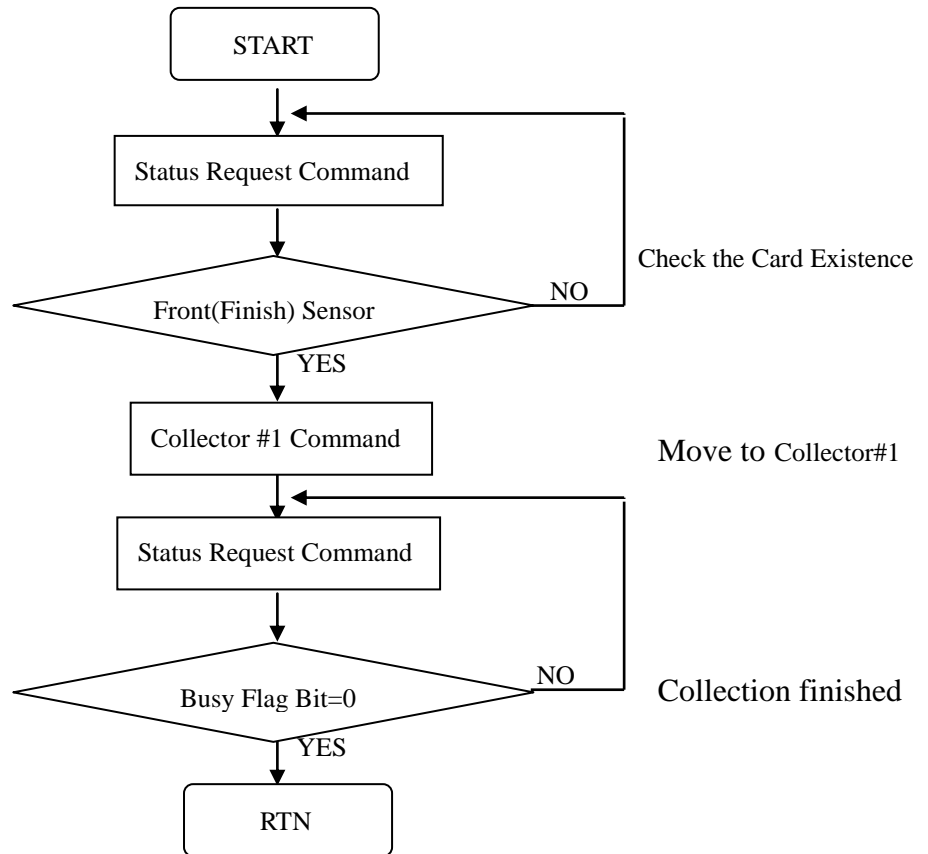 START
Status Request Command
Check the Card Existence
NO
Front(Finish) Sensor
YES
Collector #1 Command
Move to Collector#1
Status Request Command
NO
Collection finished
Busy Flag Bit=0
YES
RTN